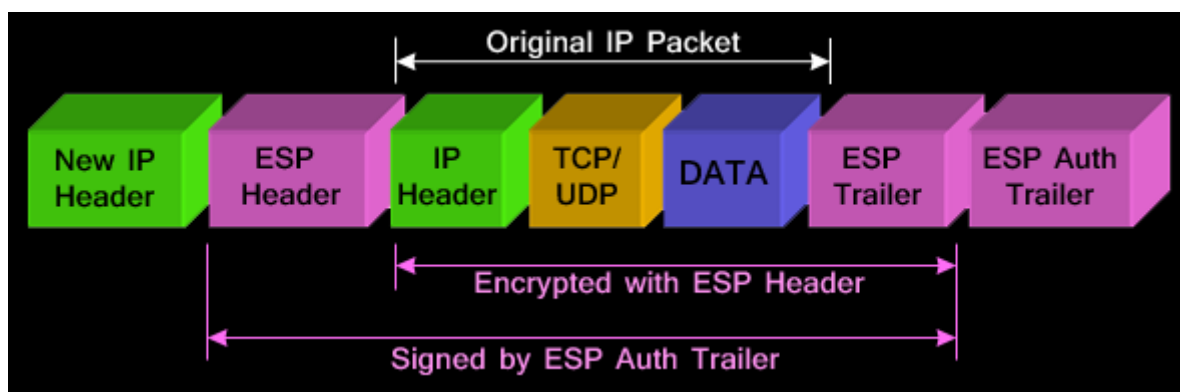 Original IP Packet
New IP
Header
ESP
Header
IP
Header
TCP/
UDP
DATA
ESP
Trailer
ESP Auth
Trailer
Encrypted with ESP Header
Signed by ESP Auth Trailer